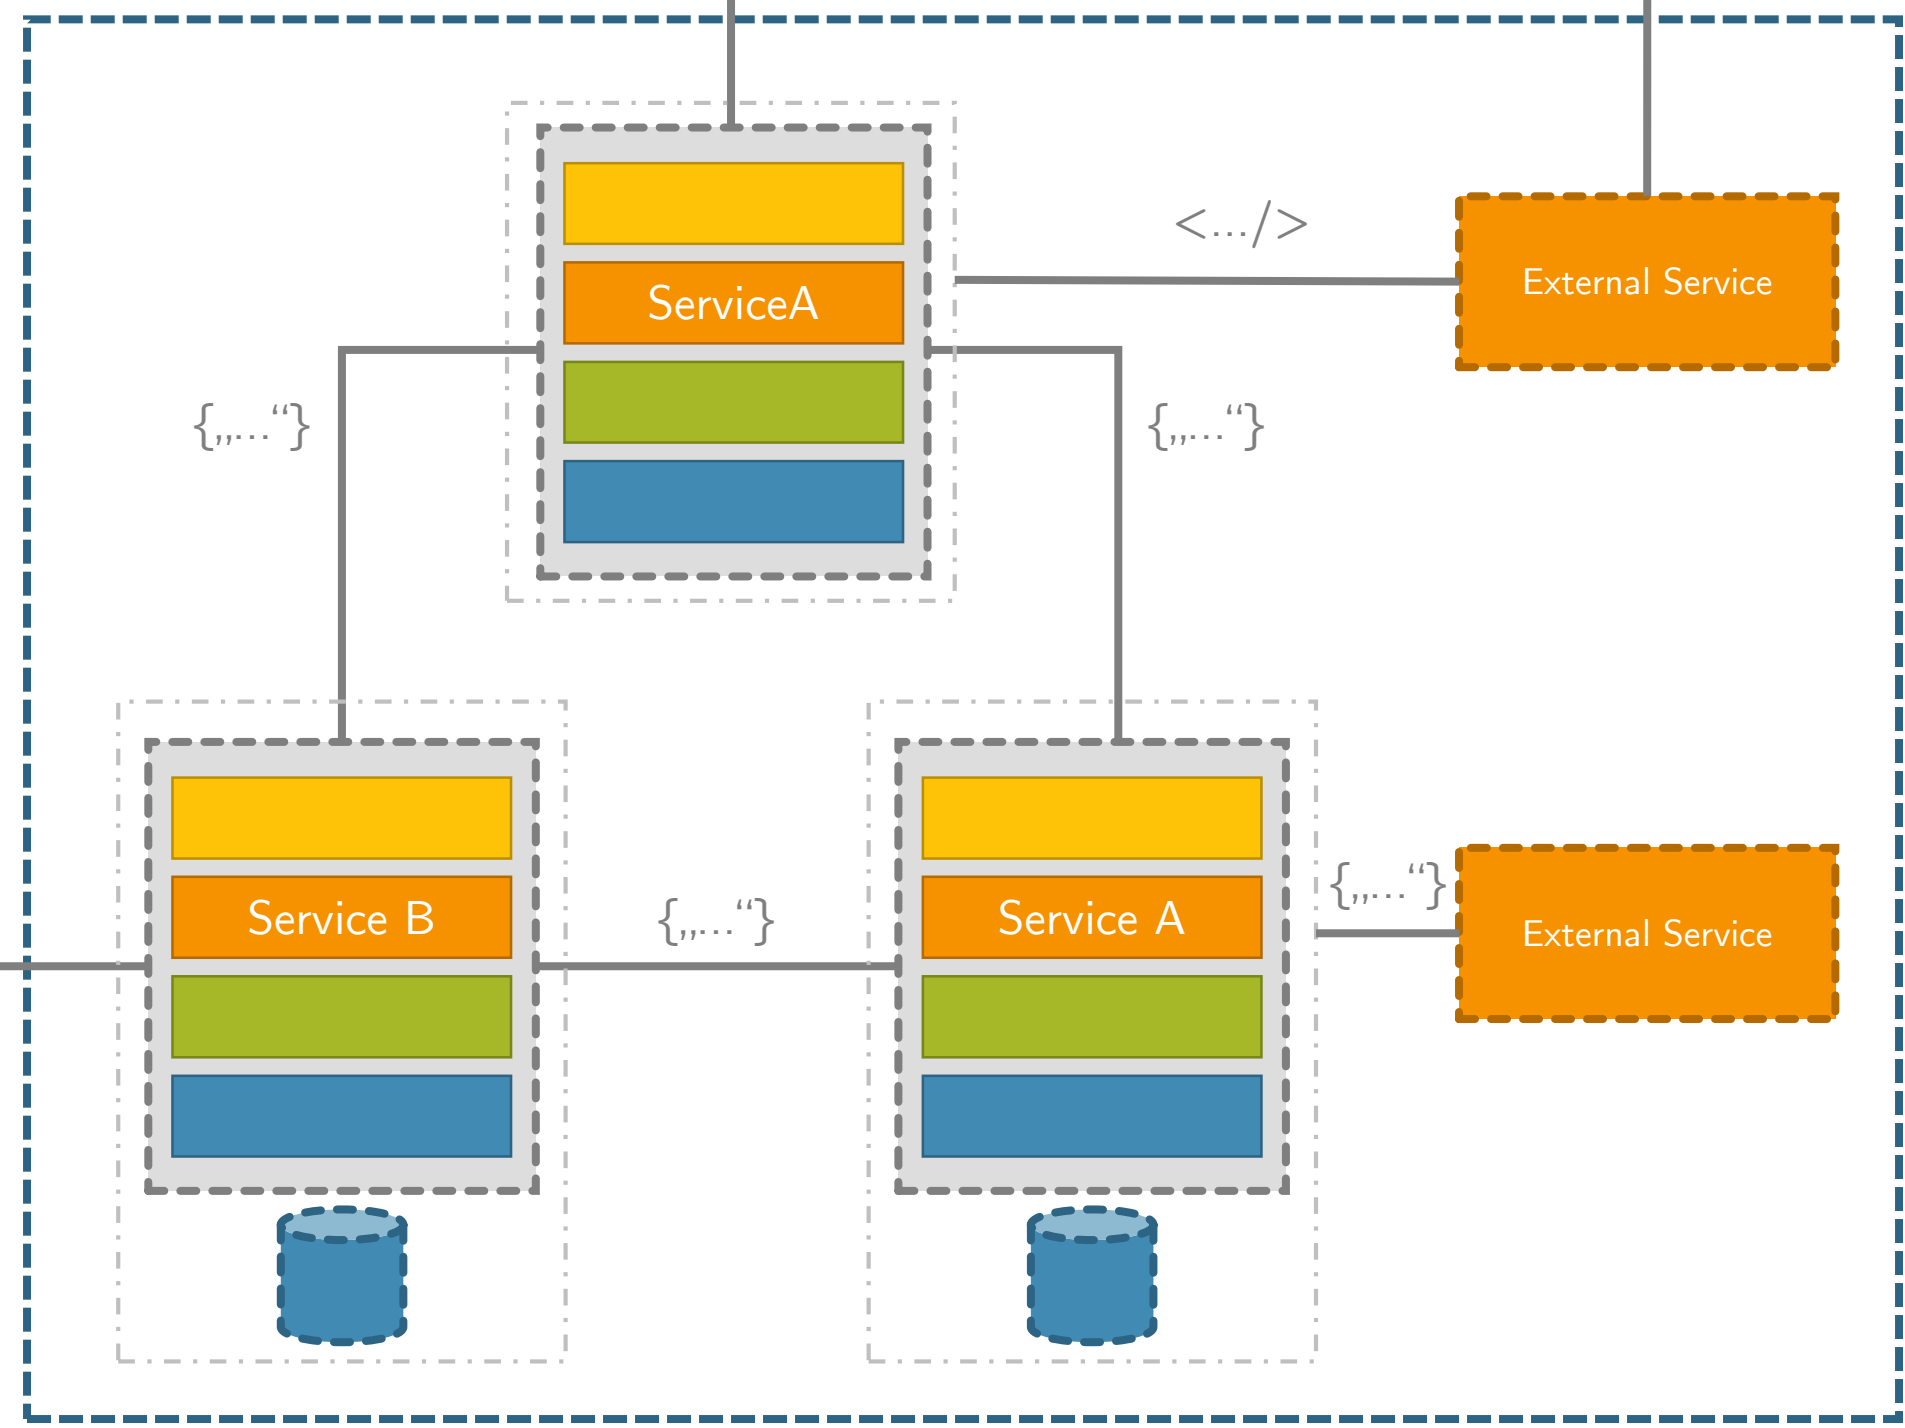 <.../>
ServiceA
External Service
{„...“}
{„...“}
{„...“}
Service B
{„...“}
Service A
External Service